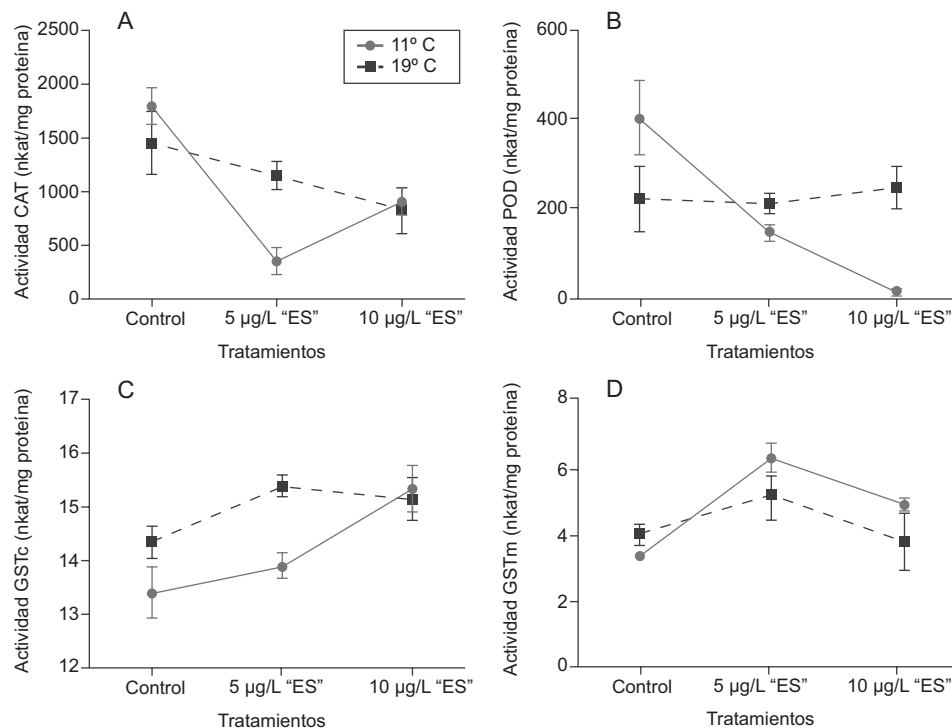 A
Actividad CAT (nkat/mg proteína)
2500
2000
1500
1000
500
0
11º C
19º C
Control
5 µg/L “ES”
10 µg/L “ES”
Tratamientos
B
Actividad POD (nkat/mg proteína)
600
400
200
0
Control
5 µg/L “ES”
10 µg/L “ES”
Tratamientos
C
Actividad GSTc (nkat/mg proteína)
17
16
15
14
13
12
Control
5 µg/L “ES”
10 µg/L “ES”
Tratamientos
D
Actividad GSTm (nkat/mg proteína)
8
6
4
2
0
Control
5 µg/L “ES”
10 µg/L “ES”
Tratamientos